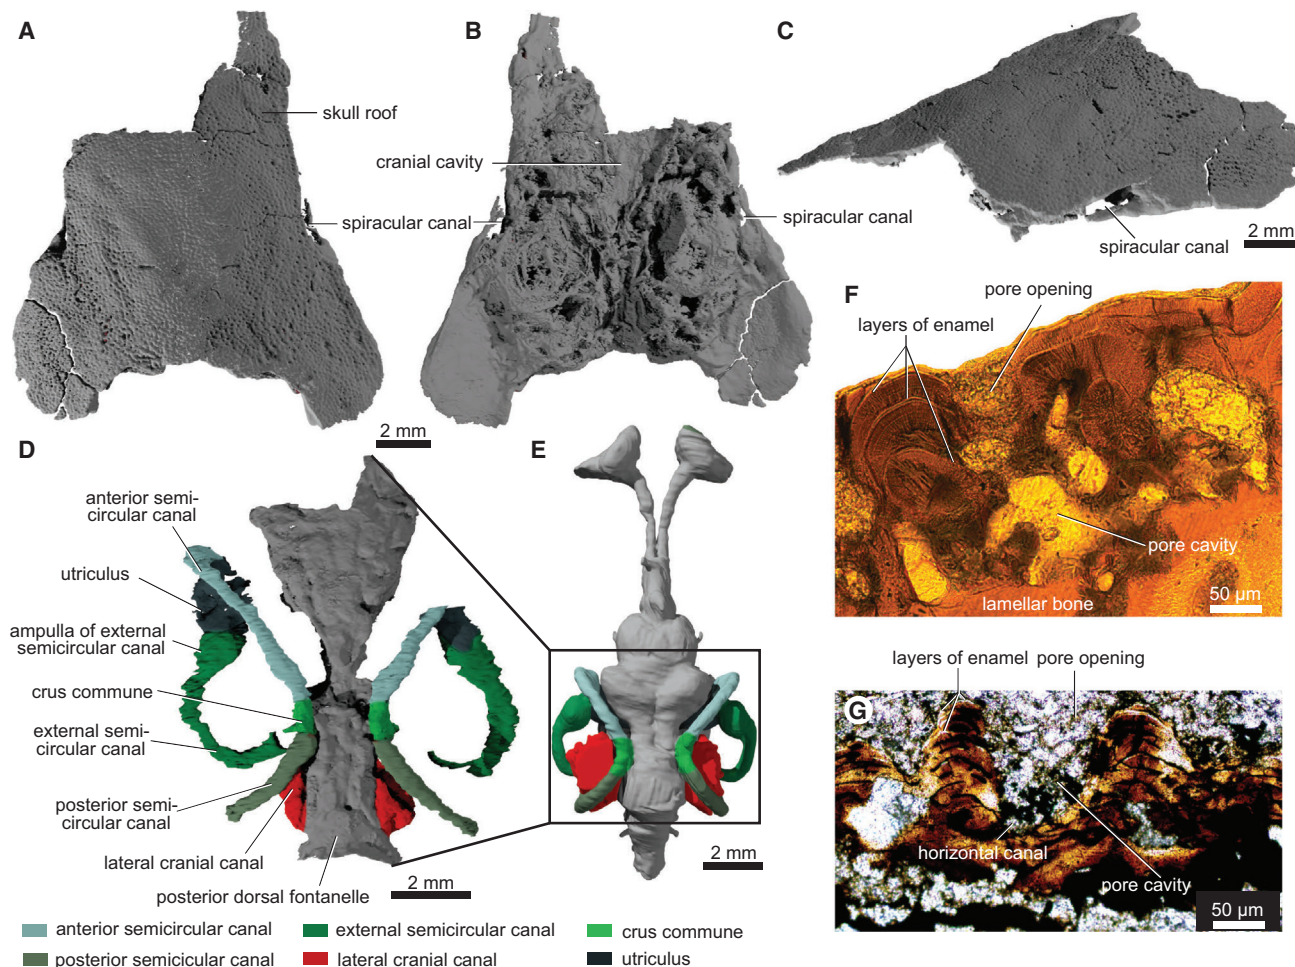 A
B
C
skull roof
cranial cavity
spiracular canal
spiracular canal
spiracular canal
2 mm
2 mm
D
anterior semi-
circular canal
utriculus
ampulla of external
semicircular canal
crus commune
external semi-
circular canal
posterior semi-
circular canal
lateral cranial canal
posterior dorsal fontanelle
2 mm
E
2 mm
F
pore opening
layers of enamel
pore cavity
lamellar bone
50 µm
layers of enamel
pore opening
G
horizontal canal
pore cavity
50 µm
anterior semicircular canal
external semicircular canal
crus commune
posterior semicicular canal
lateral cranial canal
utriculus